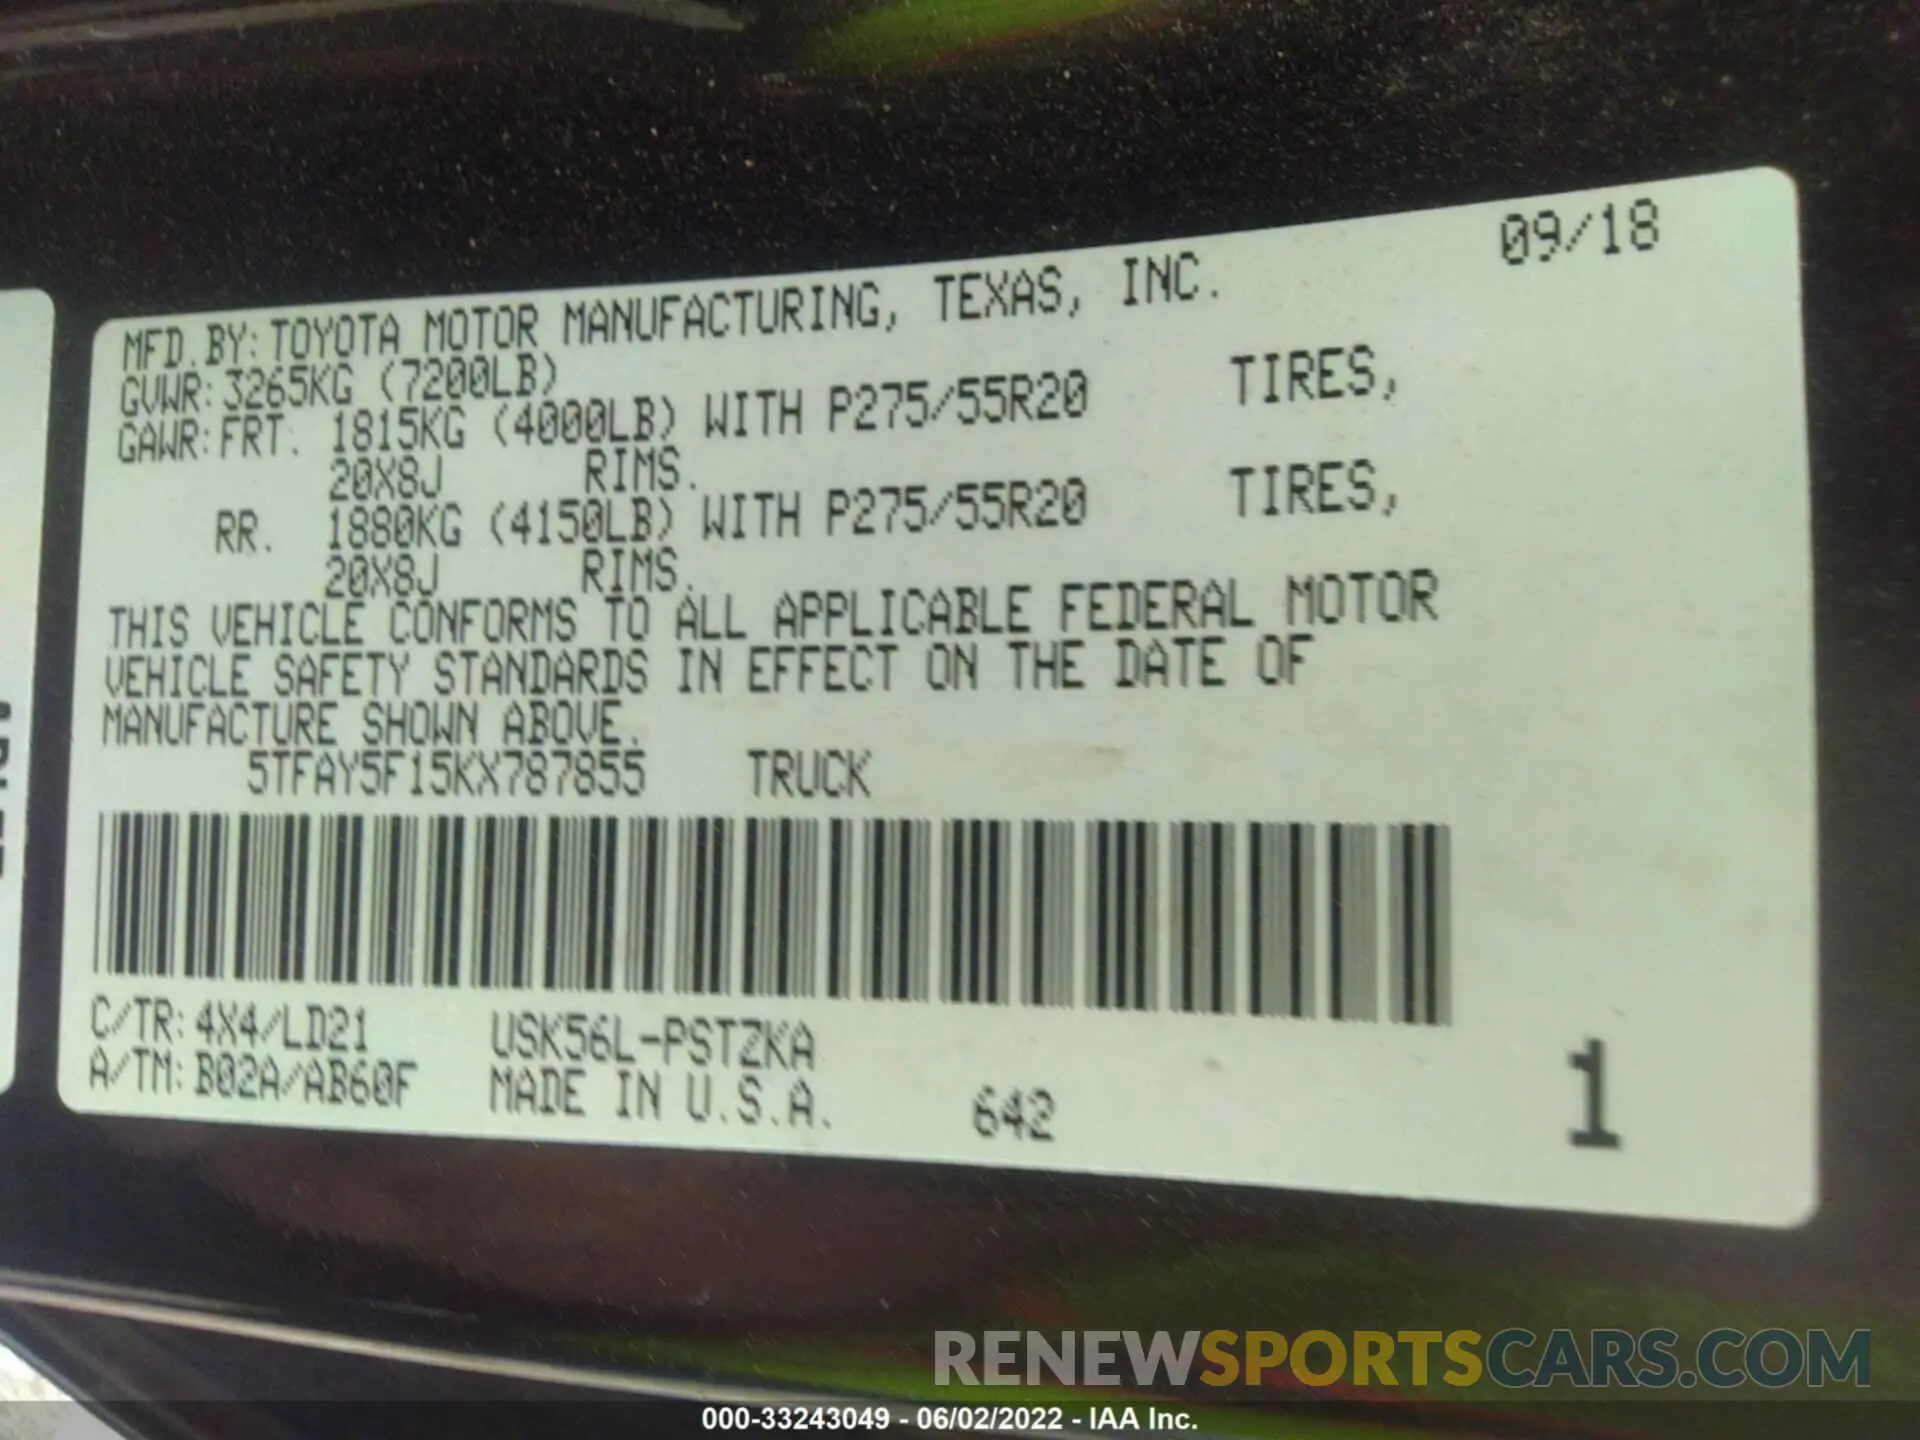 09/18
MFD.BY:TOYOTA MOTOR MANUFACTURING, TEXAS, INC.
GVWR:3265KG (7200LB)
GAWR:FRT. 1815KG (4000LB) WITH P275/55R20 TIRES,
20X8J RIMS.
RR. 1880KG (4150LB) WITH P275/55R20 TIRES,
20X8J RIMS.
THIS VEHICLE CONFORMS TO ALL APPLICABLE FEDERAL MOTOR
VEHICLE SAFETY STANDARDS IN EFFECT ON THE DATE OF
MANUFACTURE SHOWN ABOVE.
5TFAY5F15KX787855 TRUCK
C/TR:4X4/LD21 USK56L-PSTZKA
A/TM:B02A/AB60F MADE IN U.S.A. 642 1
RENEWSPORTSCARS.COM
000-33243049 - 06/02/2022 - IAA Inc.